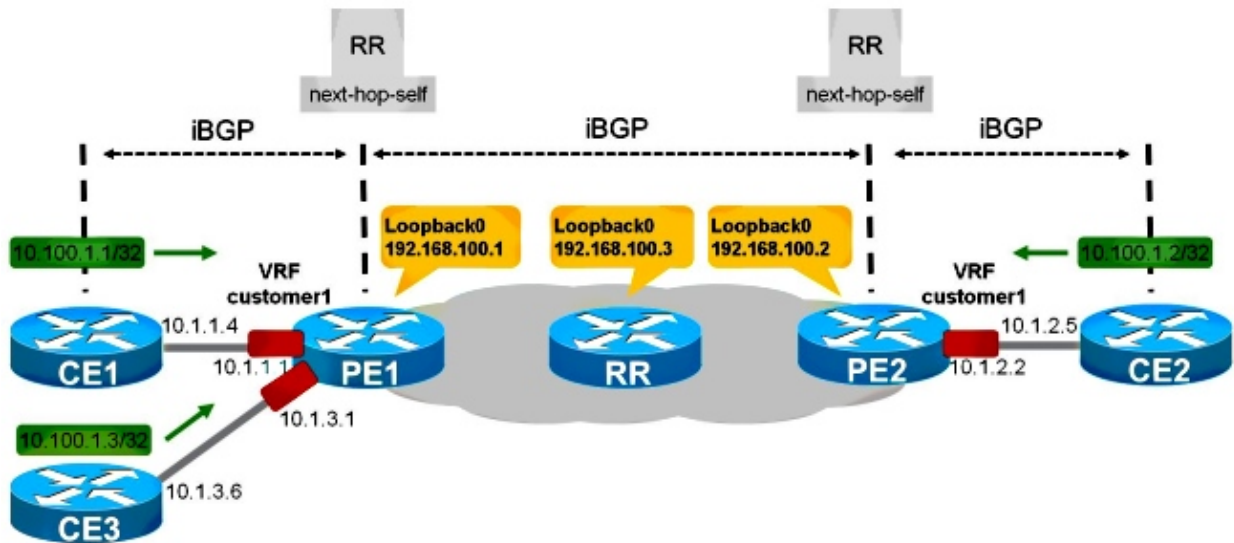 RR
next-hop-self
RR
next-hop-self
iBGP
iBGP
iBGP
Loopback0
192.168.100.1
Loopback0
192.168.100.3
Loopback0
192.168.100.2
10.100.1.1/32
10.100.1.2/32
VRF
customer1
VRF
customer1
10.1.1.4
10.1.1.1
10.1.2.5
10.1.2.2
CE1
PE1
RR
PE2
CE2
10.1.3.1
10.100.1.3/32
10.1.3.6
CE3